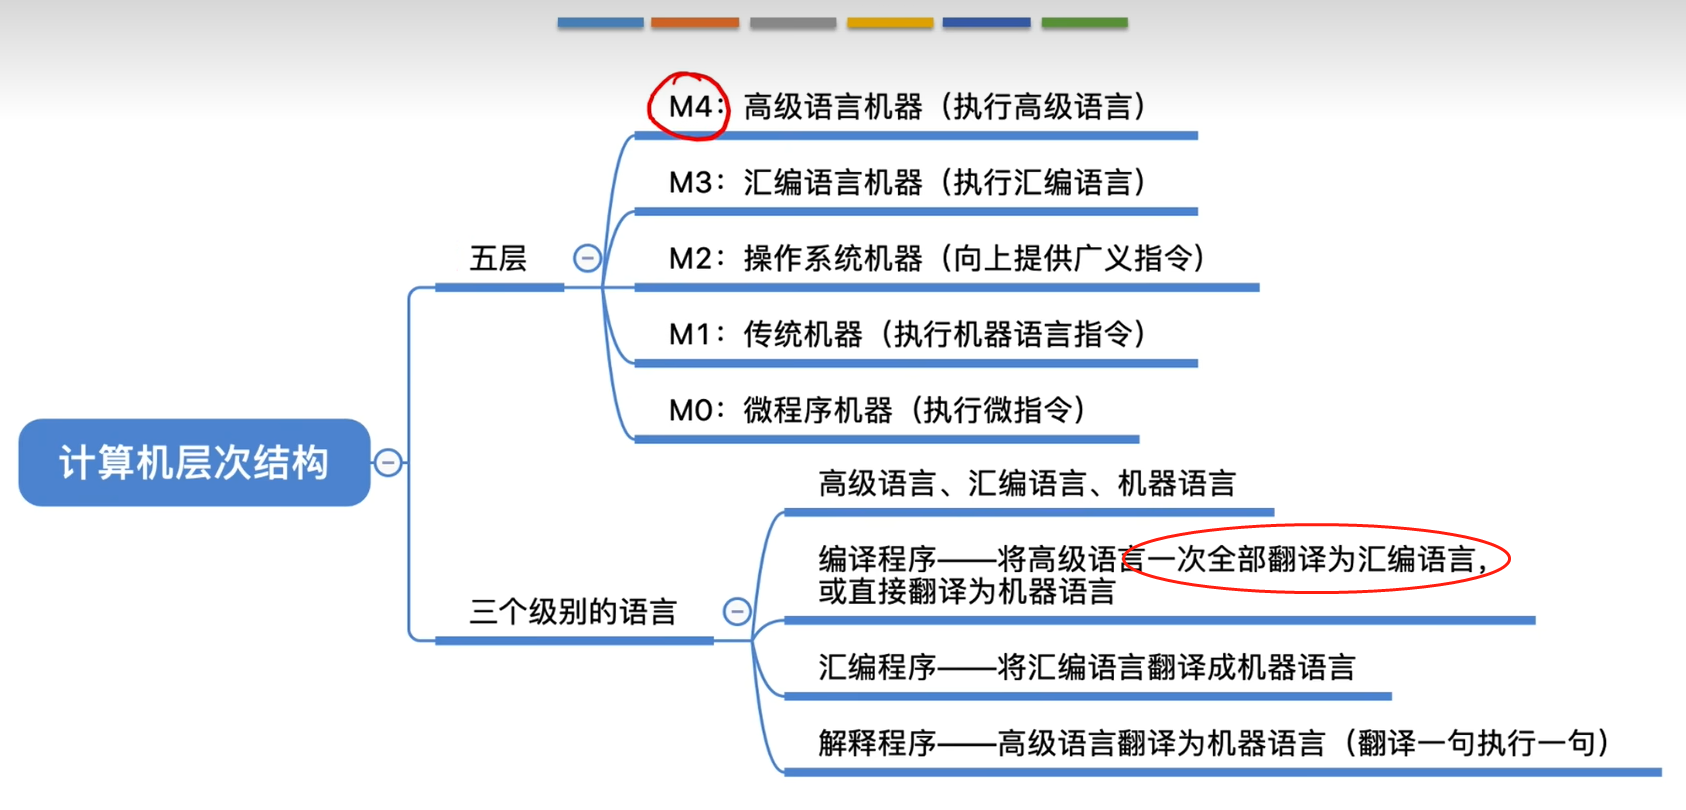 M4：高级语言机器（执行高级语言）
M3：汇编语言机器（执行汇编语言）
五层
M2：操作系统机器（向上提供广义指令）
M1：传统机器（执行机器语言指令）
M0：微程序机器（执行微指令）
计算机层次结构
高级语言、汇编语言、机器语言
编译程序——将高级语言一次全部翻译为汇编语言，
或直接翻译为机器语言
三个级别的语言
汇编程序——将汇编语言翻译成机器语言
解释程序——高级语言翻译为机器语言（翻译一句执行一句）